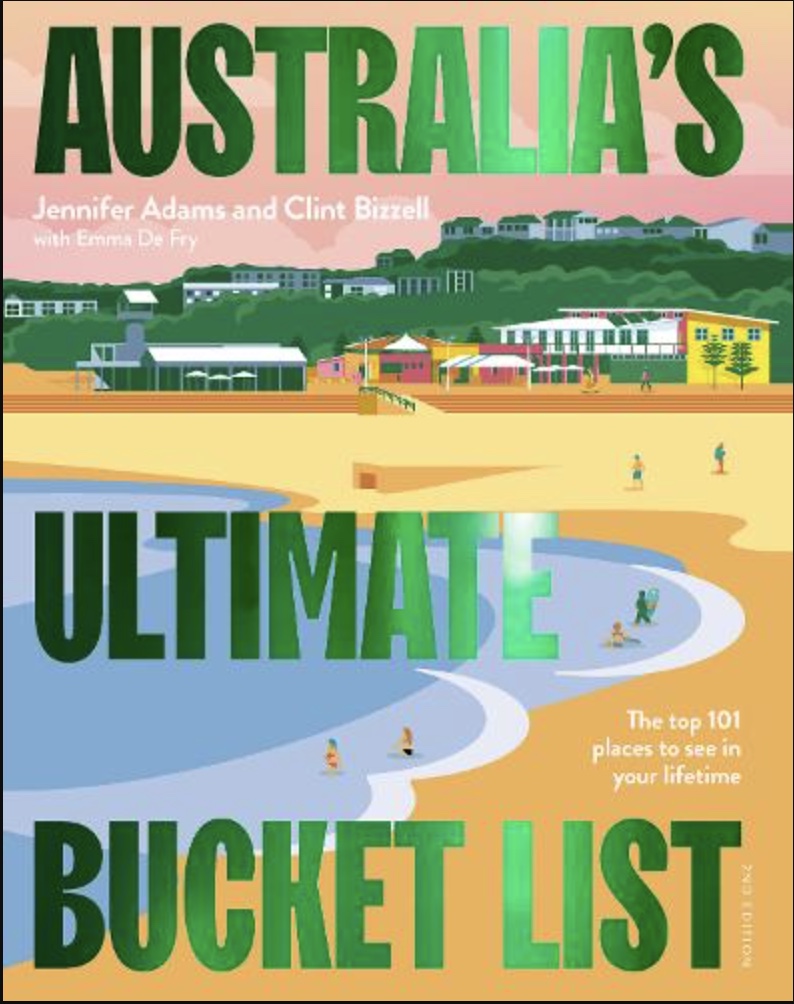 AUSTRALIA'S
Jennifer Adams and Clint Bizzell
with Emma De Fry
ULTIMATE
The top 101
places to see in
your lifetime
BUCKET LIST
2ND EDITION